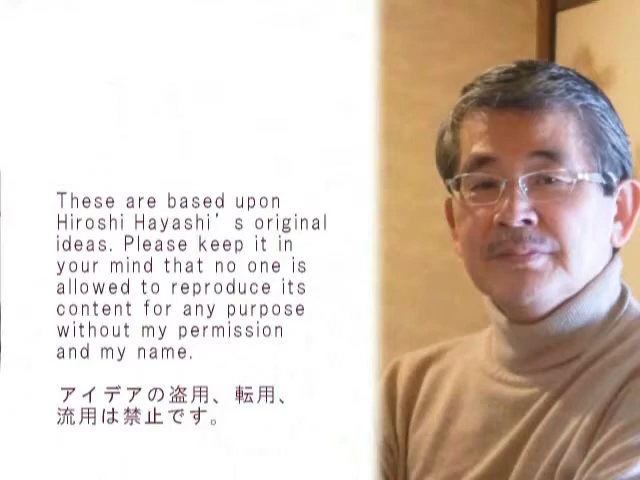 These are based upon
Hiroshi Hayashi's original
ideas. Please keep it in
your mind that no one is
allowed to reproduce its
content for any purpose
without my permission
and my name.
アイデアの盗用、転用、
流用は禁止です。